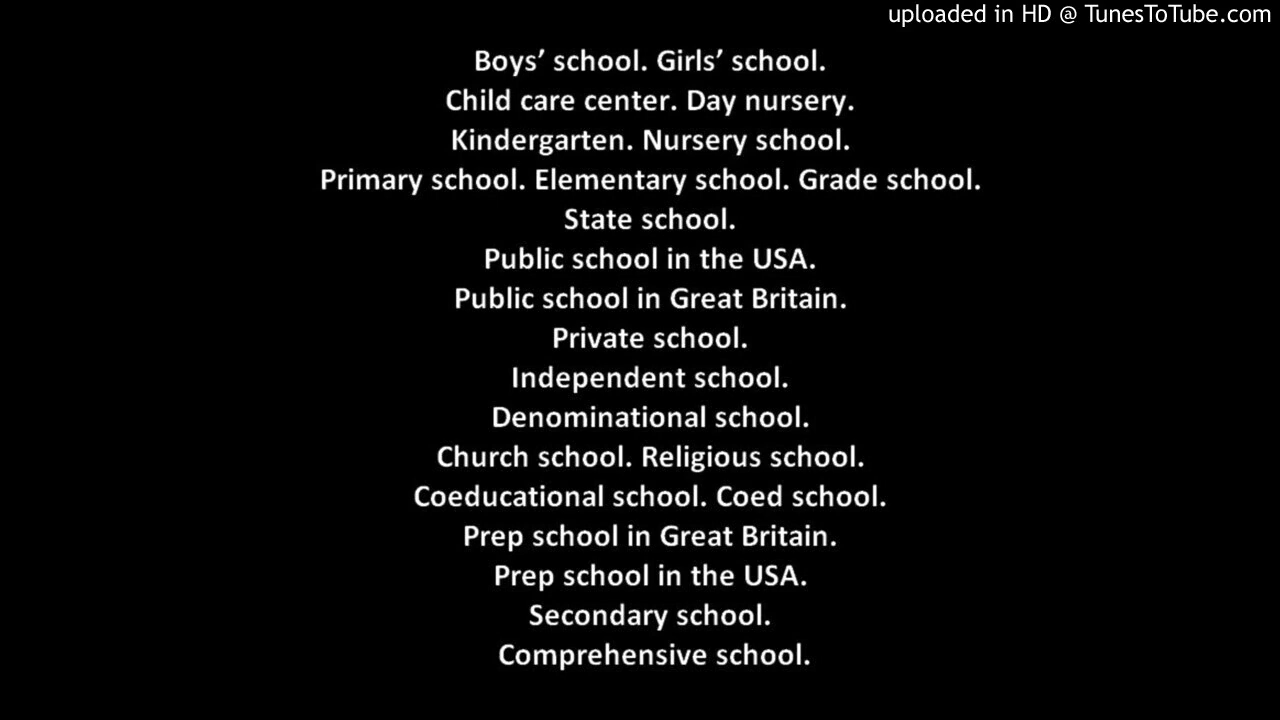 uploaded in HD @ TunesToTube.com
Boys’ school. Girls’ school.
Child care center. Day nursery.
Kindergarten. Nursery school.
Primary school. Elementary school. Grade school.
State school.
Public school in the USA.
Public school in Great Britain.
Private school.
Independent school.
Denominational school.
Church school. Religious school.
Coeducational school. Coed school.
Prep school in Great Britain.
Prep school in the USA.
Secondary school.
Comprehensive school.